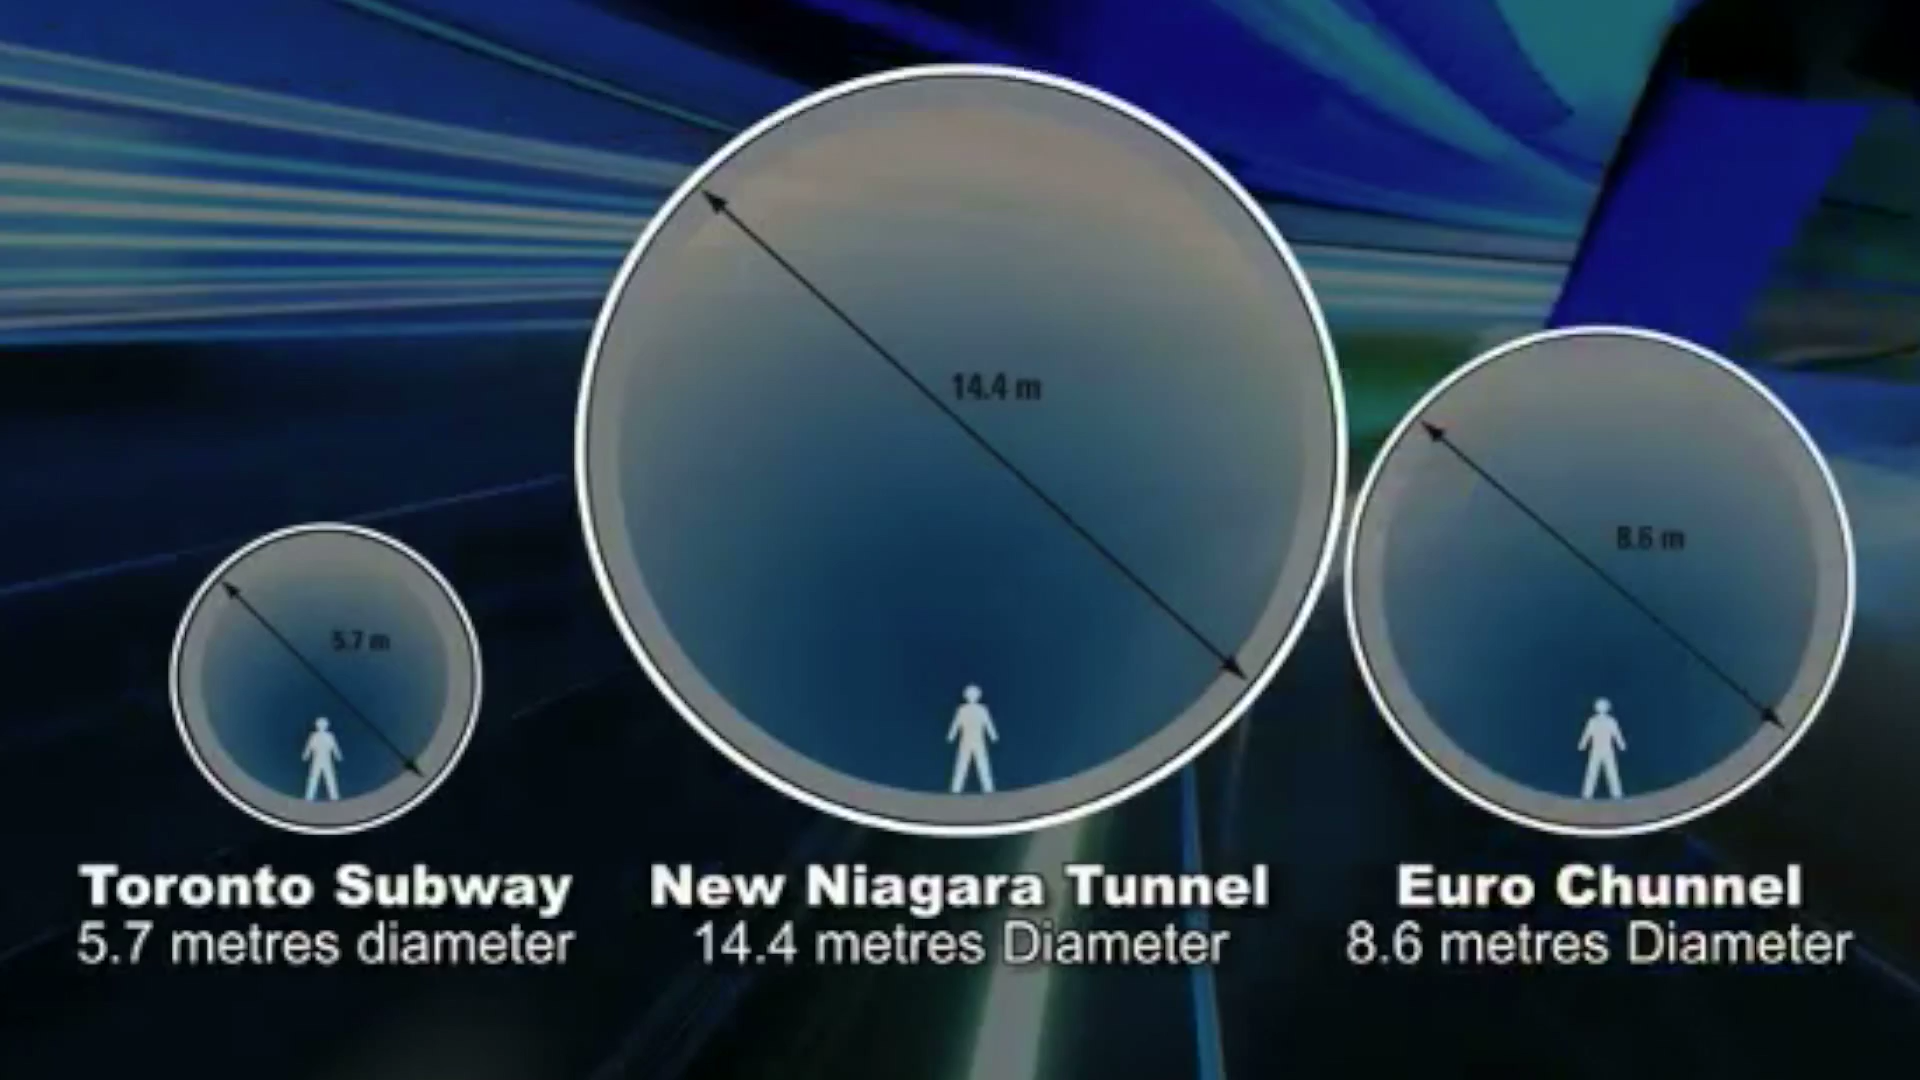 14.4 m
8.6 m
5.7 m
Toronto Subway
5.7 metres diameter
New Niagara Tunnel
14.4 metres Diameter
Euro Chunnel
8.6 metres Diameter